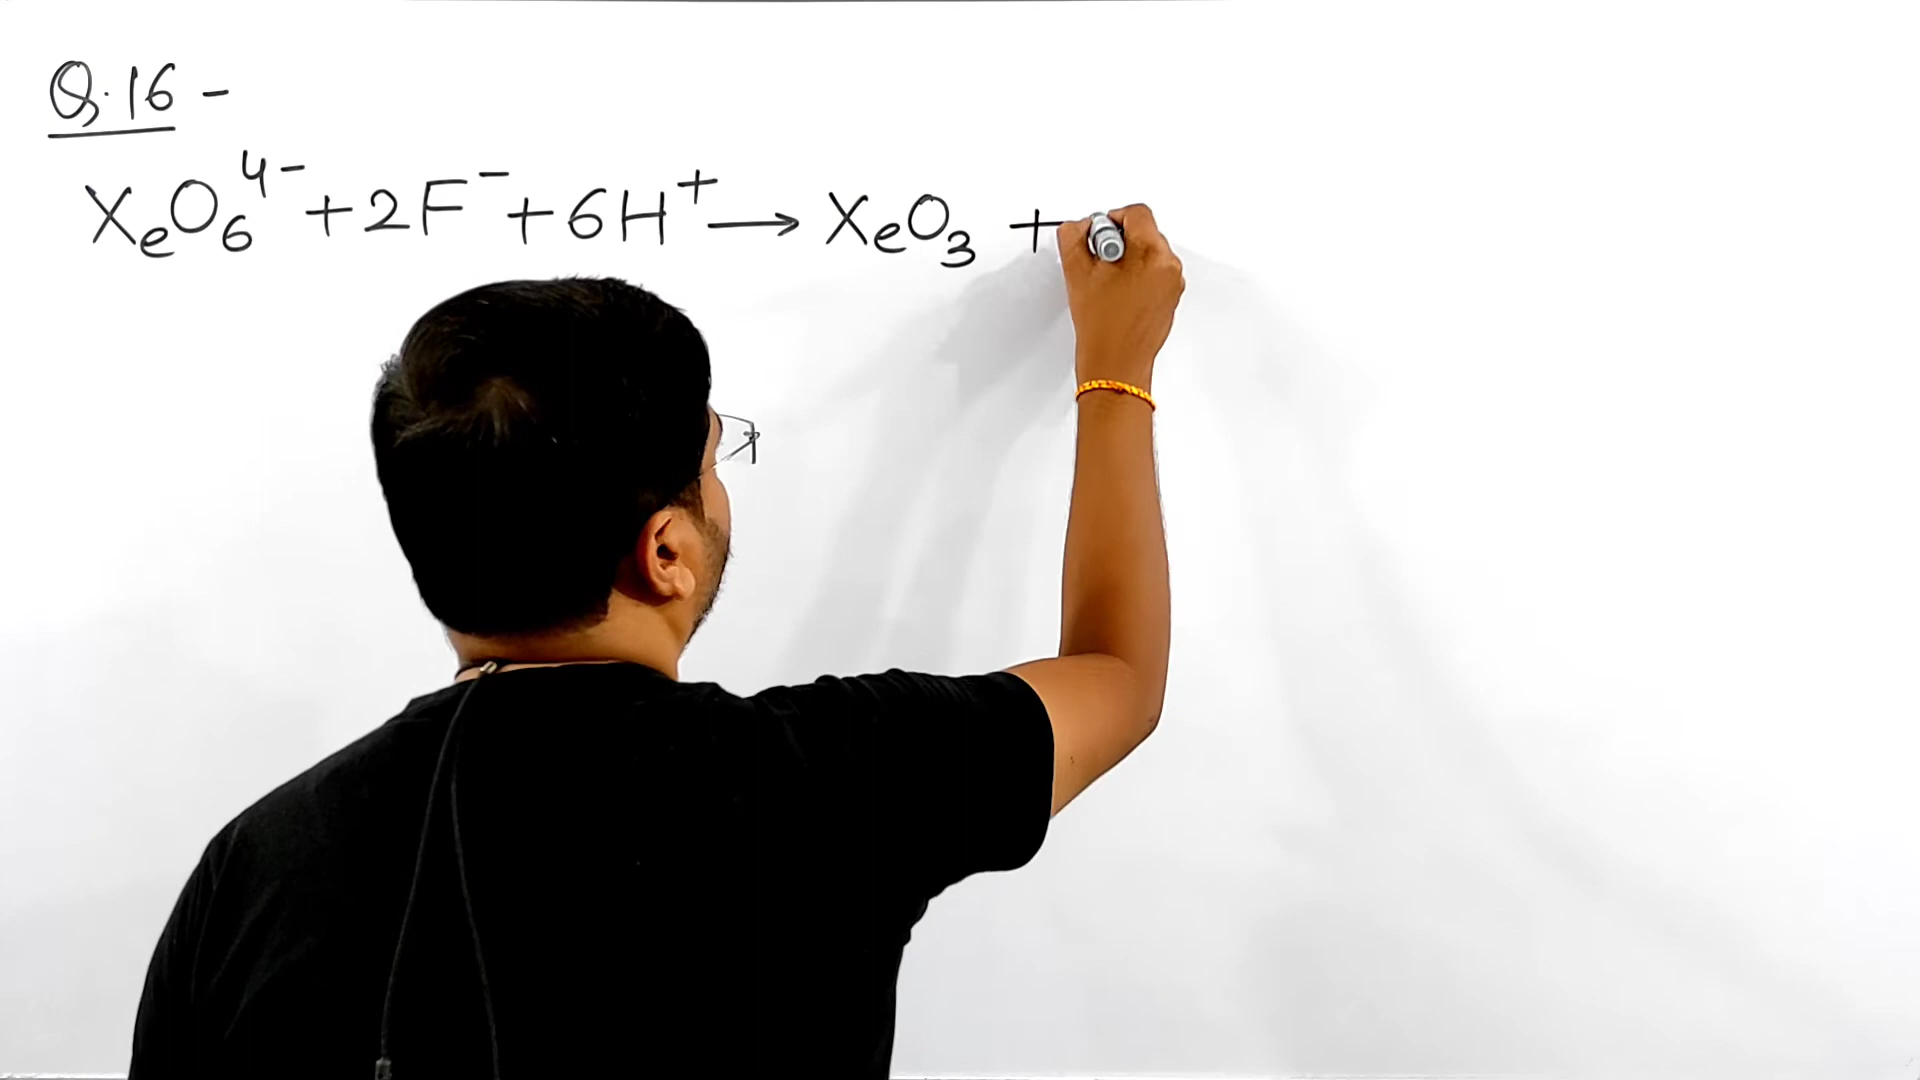 Q.16 -
XeO₆⁴⁻ + 2F⁻ + 6H⁺ → XeO₃ +